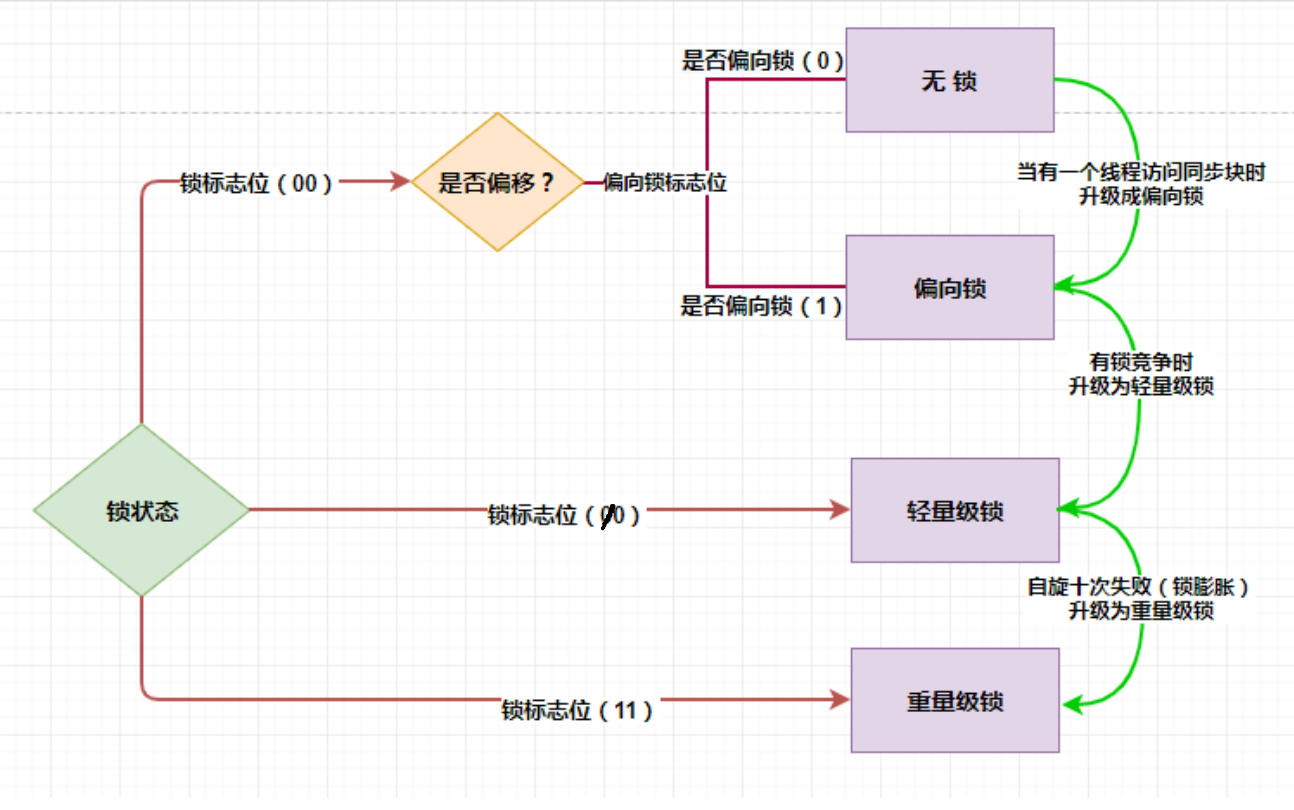 是否偏向锁（0）
无 锁
锁标志位（00）
是否偏移？
偏向锁标志位
当有一个线程访问同步块时
升级成偏向锁
偏向锁
是否偏向锁（1）
有锁竞争时
升级为轻量级锁
锁状态
锁标志位（00）
轻量级锁
自旋十次失败（锁膨胀）
升级为重量级锁
锁标志位（11）
重量级锁